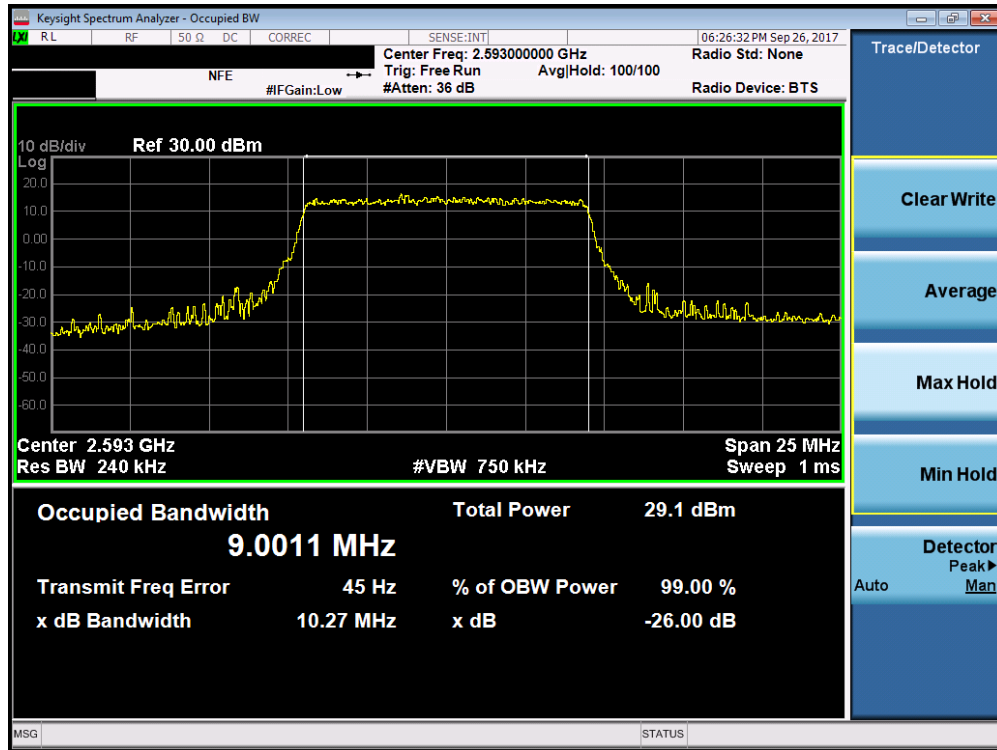 Keysight Spectrum Analyzer - Occupied BW
LXI RL RF 50 Ω DC CORREC SENSE:INT 06:26:32 PM Sep 26, 2017
Center Freq: 2.593000000 GHz Radio Std: None
NFE Trig: Free Run Avg|Hold: 100/100
#IFGain:Low #Atten: 36 dB Radio Device: BTS
Trace/Detector
10 dB/div Ref 30.00 dBm
Log
20.0
10.0
0.00
-10.0
-20.0
-30.0
-40.0
-50.0
-60.0
Center 2.593 GHz Span 25 MHz
Res BW 240 kHz #VBW 750 kHz Sweep 1 ms
Occupied Bandwidth Total Power 29.1 dBm
9.0011 MHz
Transmit Freq Error 45 Hz % of OBW Power 99.00 %
x dB Bandwidth 10.27 MHz x dB -26.00 dB
Clear Write
Average
Max Hold
Min Hold
Detector
Peak▶
Auto Man
MSG STATUS